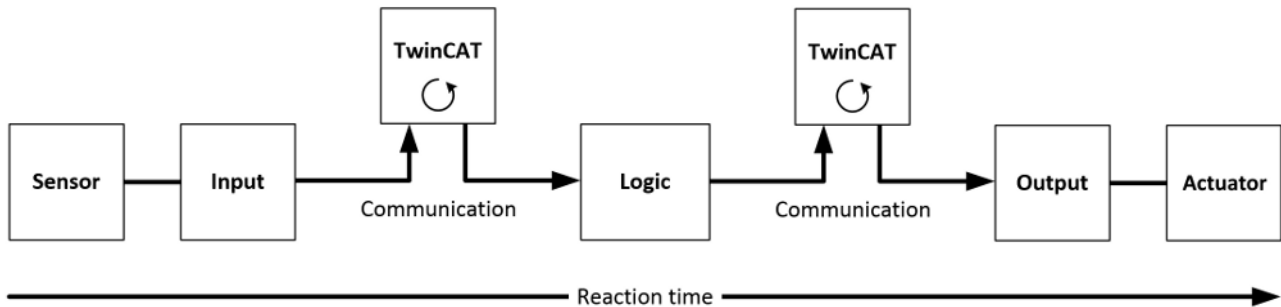 TwinCAT
TwinCAT
Sensor
Input
Logic
Output
Actuator
Communication
Communication
Reaction time